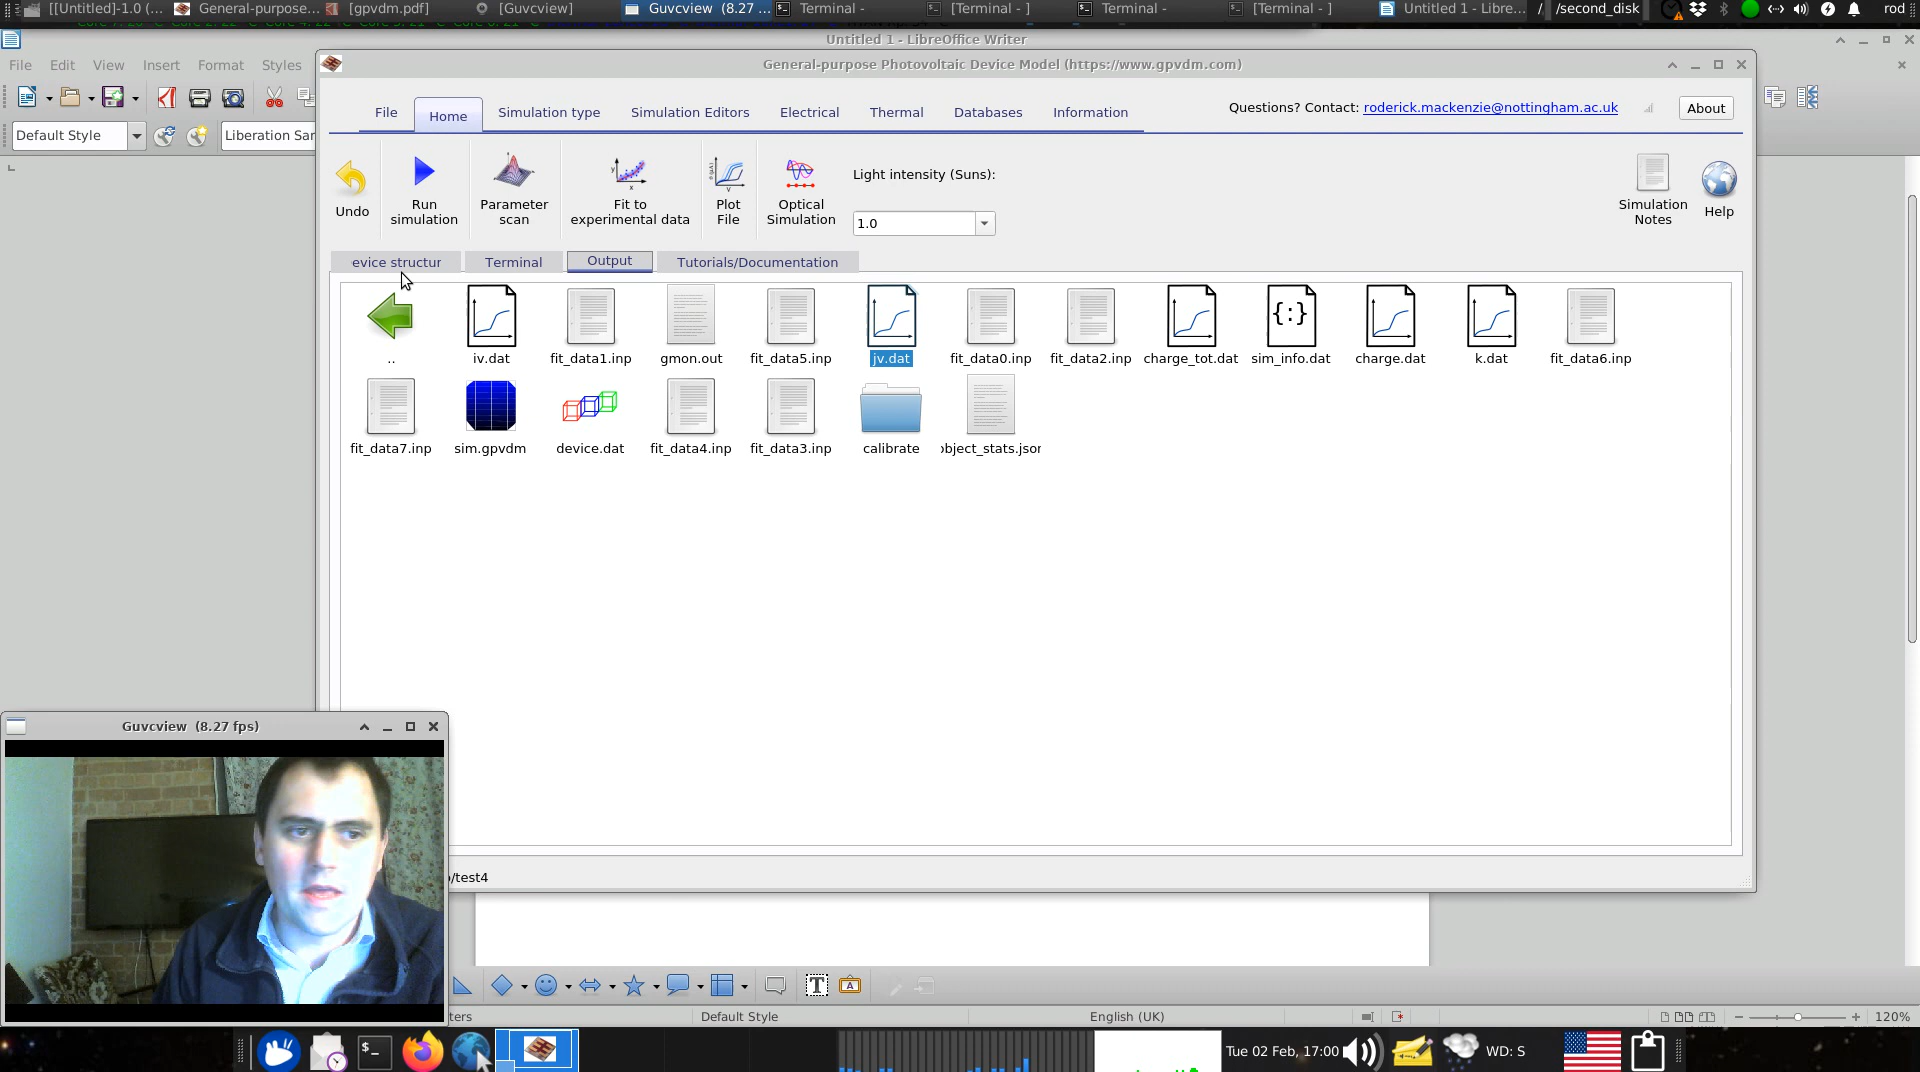 [[Untitled]-1.0 (... General-purpose... [gpvdm.pdf] [Guvcview] Guvcview (8.27 ... Terminal - [Terminal - ] Terminal - [Terminal - ] Untitled 1 - Libre... / /second_disk rod
Untitled 1 - LibreOffice Writer
File Edit View Insert Format Styles
General-purpose Photovoltaic Device Model (https://www.gpvdm.com)
File Home Simulation type Simulation Editors Electrical Thermal Databases Information Questions? Contact: roderick.mackenzie@nottingham.ac.uk About
Default Style Liberation Sar
Undo Run simulation Parameter scan Fit to experimental data Plot File Optical Simulation Light intensity (Suns): Simulation Notes Help
1.0
evice structur Terminal Output Tutorials/Documentation
.. iv.dat fit_data1.inp gmon.out fit_data5.inp jv.dat fit_data0.inp fit_data2.inp charge_tot.dat sim_info.dat charge.dat k.dat fit_data6.inp
fit_data7.inp sim.gpvdm device.dat fit_data4.inp fit_data3.inp calibrate object_stats.jsor
Guvcview (8.27 fps)
/test4
ters Default Style English (UK) 120%
Tue 02 Feb, 17:00 WD: S